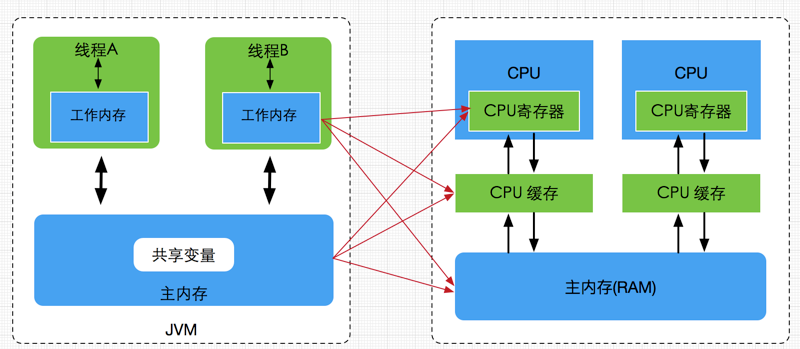 线程A
工作内存
线程B
工作内存
共享变量
主内存
JVM
CPU
CPU寄存器
CPU 缓存
CPU
CPU寄存器
CPU 缓存
主内存(RAM)